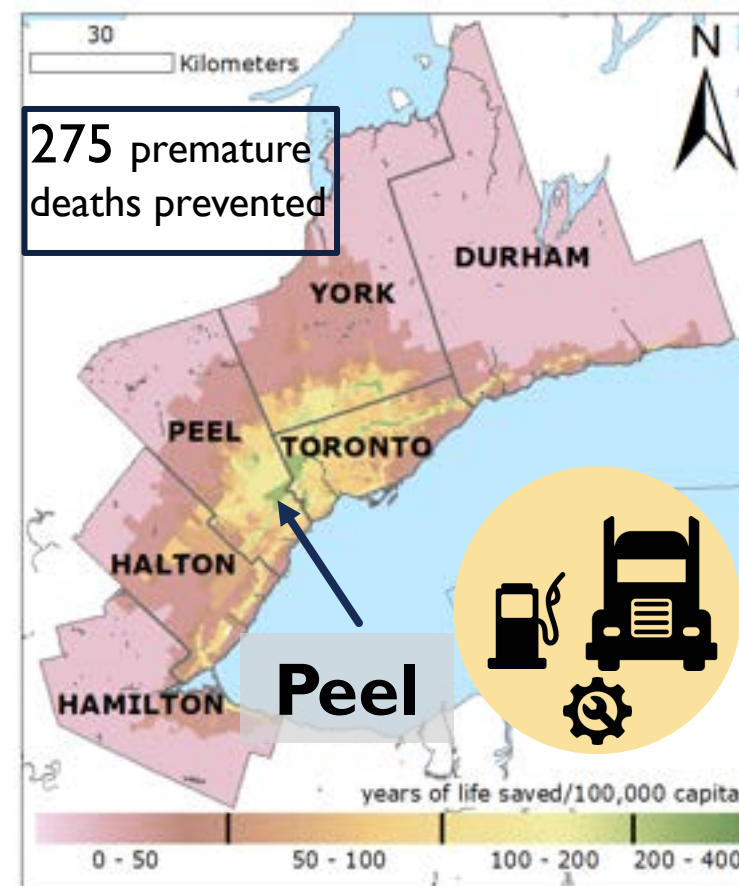 30
Kilometers
N
275 premature
deaths prevented
DURHAM
YORK
PEEL
TORONTO
HALTON
HAMILTON
Peel
years of life saved/100,000 capita
0 - 50
50 - 100
100 - 200
200 - 400